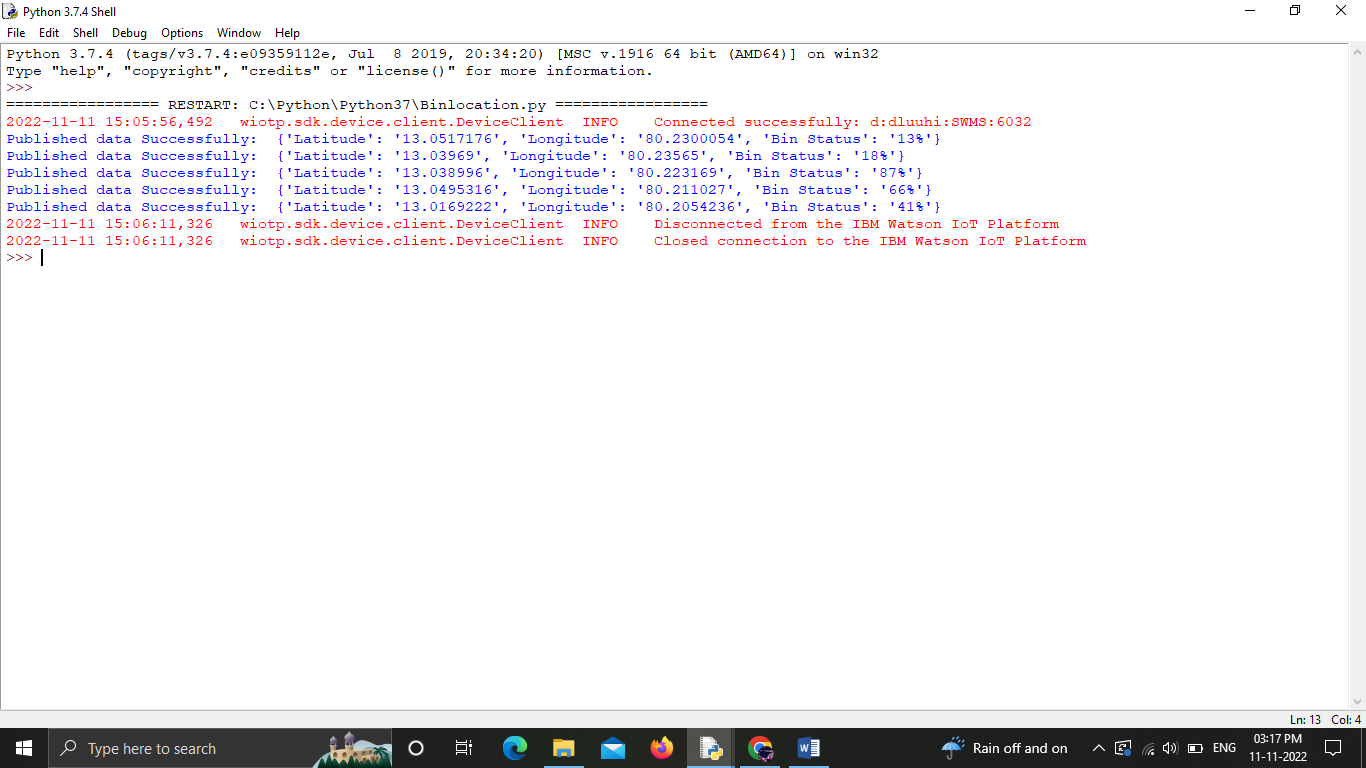 Python 3.7.4 Shell
File Edit Shell Debug Options Window Help
Python 3.7.4 (tags/v3.7.4:e09359112e, Jul  8 2019, 20:34:20) [MSC v.1916 64 bit (AMD64)] on win32
Type "help", "copyright", "credits" or "license()" for more information.
>>>
================= RESTART: C:\Python\Python37\Binlocation.py =================
2022-11-11 15:05:56,492   wiotp.sdk.device.client.DeviceClient  INFO    Connected successfully: d:dluuhi:SWMS:6032
Published data Successfully:  {'Latitude': '13.0517176', 'Longitude': '80.2300054', 'Bin Status': '13%'}
Published data Successfully:  {'Latitude': '13.03969', 'Longitude': '80.23565', 'Bin Status': '18%'}
Published data Successfully:  {'Latitude': '13.038996', 'Longitude': '80.223169', 'Bin Status': '87%'}
Published data Successfully:  {'Latitude': '13.0495316', 'Longitude': '80.211027', 'Bin Status': '66%'}
Published data Successfully:  {'Latitude': '13.0169222', 'Longitude': '80.2054236', 'Bin Status': '41%'}
2022-11-11 15:06:11,326   wiotp.sdk.device.client.DeviceClient  INFO    Disconnected from the IBM Watson IoT Platform
2022-11-11 15:06:11,326   wiotp.sdk.device.client.DeviceClient  INFO    Closed connection to the IBM Watson IoT Platform
>>>
Ln: 13 Col: 4
Type here to search
Rain off and on
ENG
03:17 PM
11-11-2022